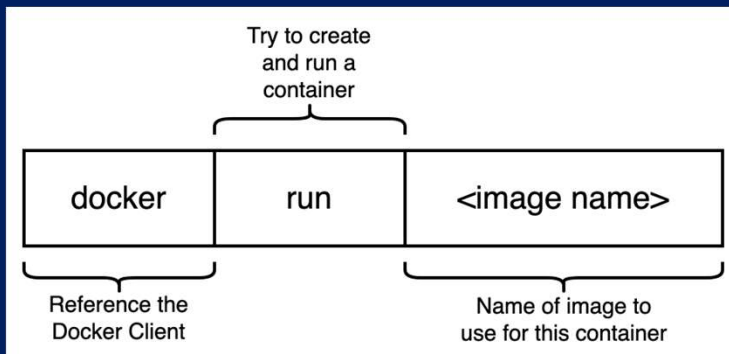 Try to create
and run a
container
docker
run
<image name>
Reference the
Docker Client
Name of image to
use for this container